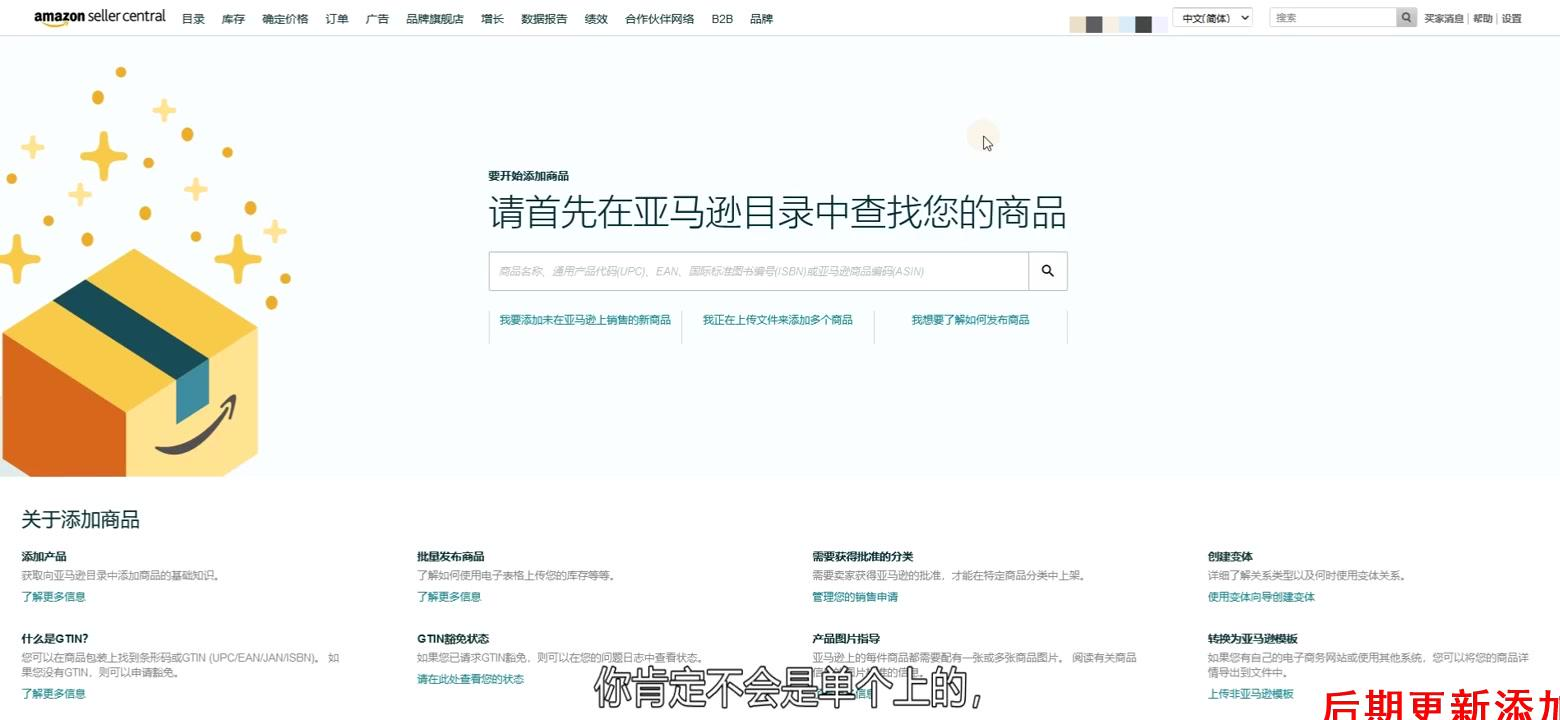 amazon seller central 目录 库存 确定价格 订单 广告 品牌旗舰店 增长 数据报告 绩效 合作伙伴网络 B2B 品牌 中文(简体) 搜索 买家消息 帮助 设置
要开始添加商品
请首先在亚马逊目录中查找您的商品
商品名称、通用产品代码(UPC)、EAN、国际标准图书编号(ISBN)或亚马逊商品编码(ASIN)
我要添加未在亚马逊上销售的新商品 我正在上传文件来添加多个商品 我想要了解如何发布商品
关于添加商品
添加产品 批量发布商品 需要获得批准的分类 创建变体
获取向亚马逊目录中添加商品的基础知识。 了解如何使用电子表格上传您的库存等等。 需要卖家获得亚马逊的批准,才能在特定商品分类中上架。 详细了解关系类型以及何时使用变体关系。
了解更多信息 了解更多信息 管理您的销售申请 使用变体向导创建变体
什么是GTIN? GTIN豁免状态 产品图片指导 转换为亚马逊模板
您可以在商品包装上找到条形码或GTIN (UPC/EAN/JAN/ISBN)。 如 如果您已请求GTIN豁免,则可以在您的问题日志中查看状态。 亚马逊上的每件商品都需要配有一张或多张商品图片。 阅读有关商品 如果您有自己的电子商务网站或使用其他系统,您可以将您的商品详
果您没有GTIN,则可以申请豁免。 情导出到文件中。
了解更多信息 请在此处查看您的状态 上传非亚马逊模板
你肯定不会是单个上的,
后期更新添加